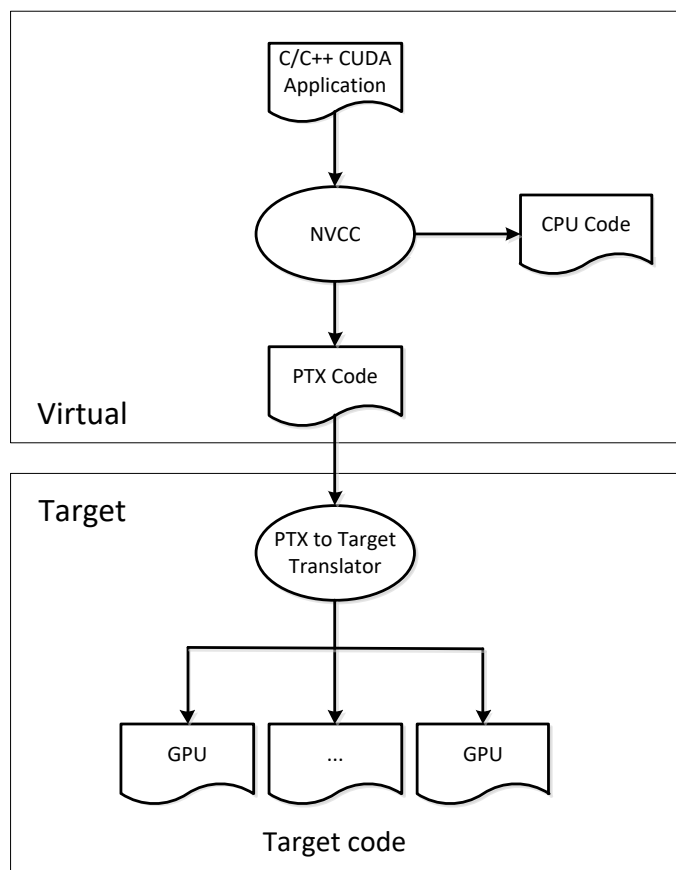 C/C++ CUDA
Application
NVCC
CPU Code
PTX Code
Virtual
Target
PTX to Target
Translator
GPU
...
GPU
Target code